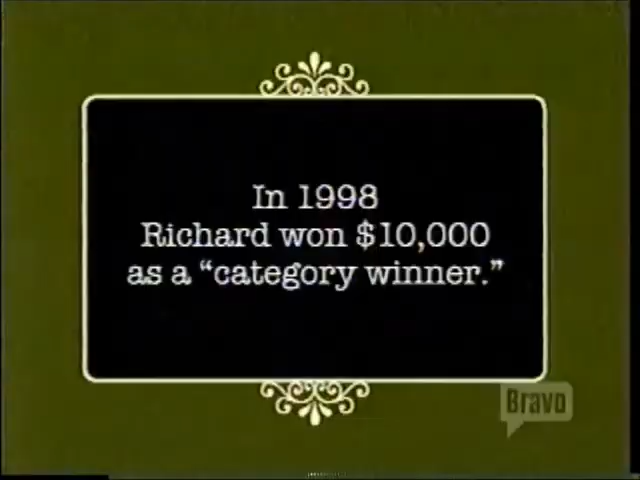 In 1998
Richard won $10,000
as a “category winner.”
Bravo